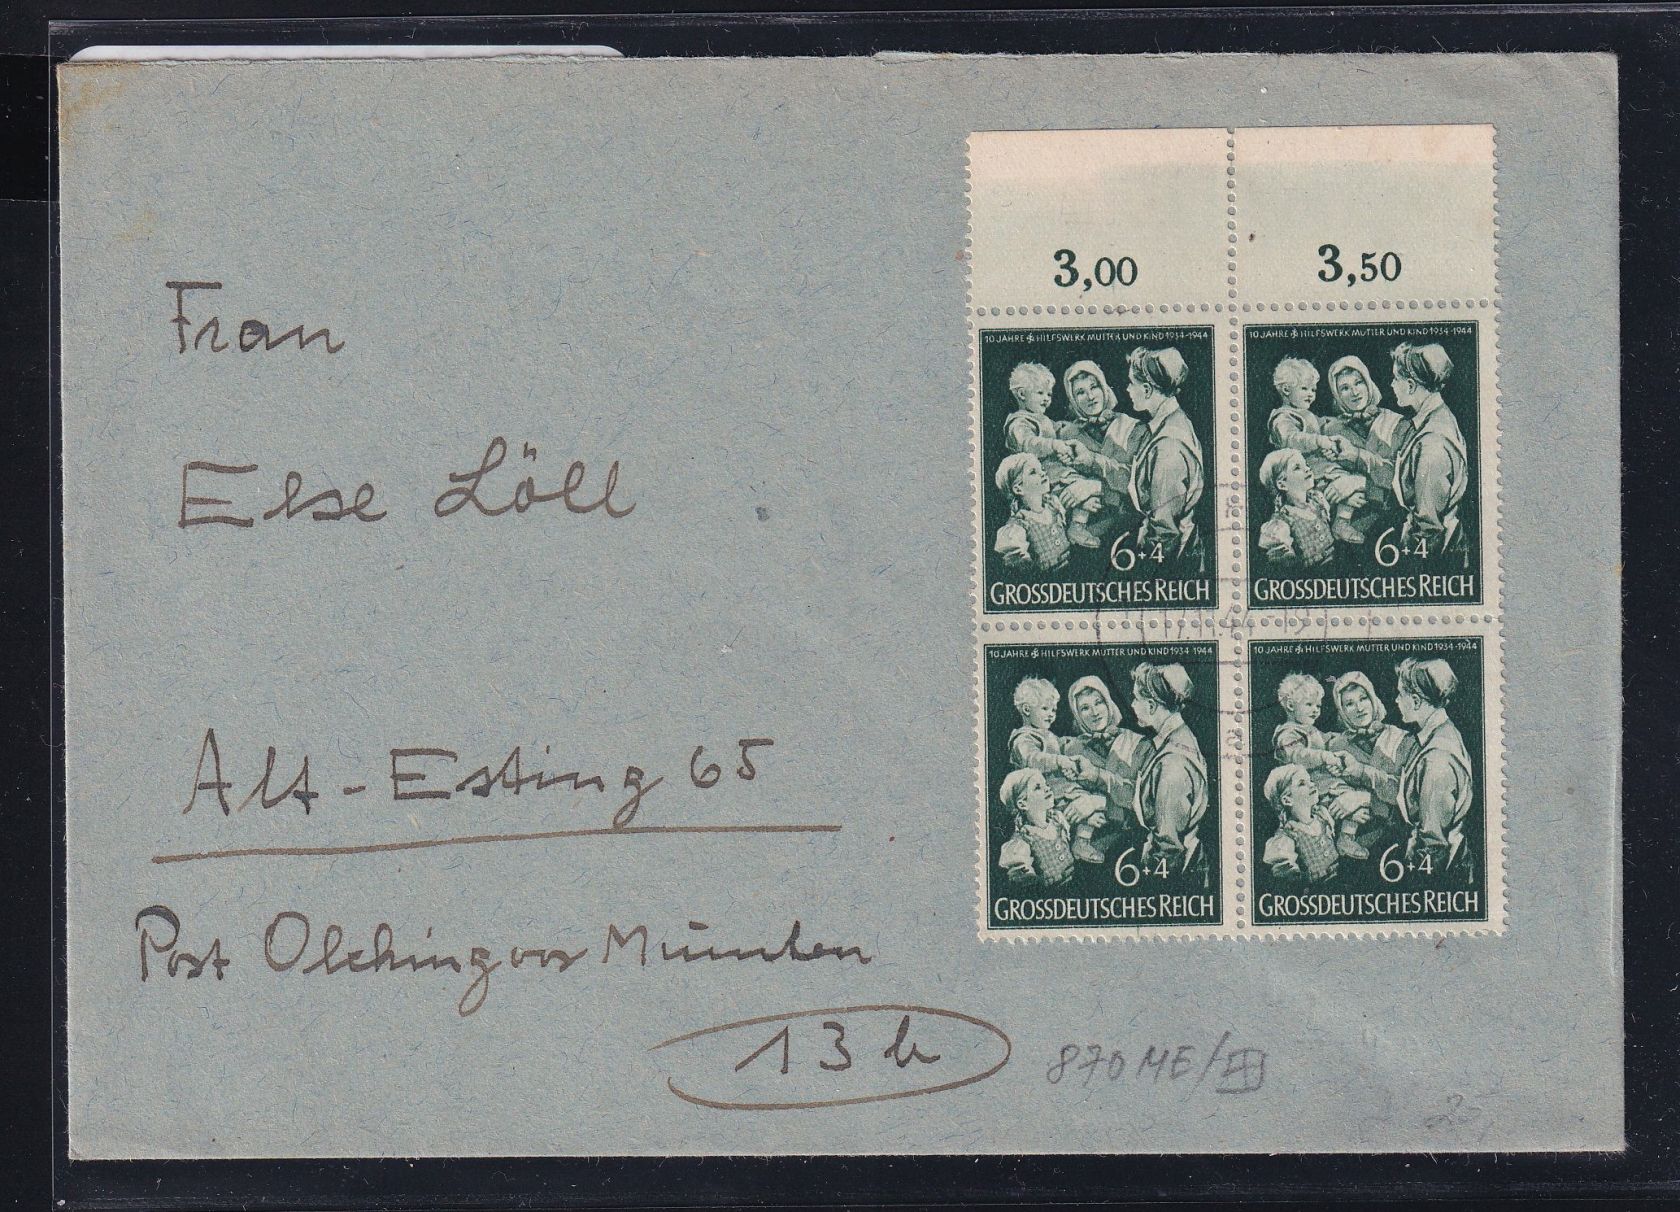 3,00 3,50
10 JAHRE HILFSWERK MUTTER UND KIND 1934-1944
10 JAHRE HILFSWERK MUTTER UND KIND 1934-1944
6+4
6+4
GROSSDEUTSCHES REICH
GROSSDEUTSCHES REICH
10 JAHRE HILFSWERK MUTTER UND KIND 1934-1944
10 JAHRE HILFSWERK MUTTER UND KIND 1934-1944
6+4
6+4
GROSSDEUTSCHES REICH
GROSSDEUTSCHES REICH
Frau
Else Löll
Alt-Esting 65
Post Olching vor München
13b
870 ME/